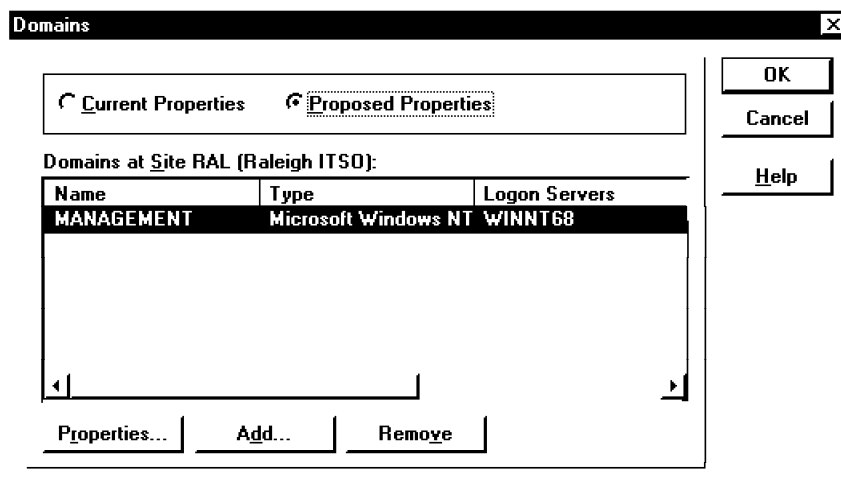 Domains
Current Properties Proposed Properties
OK
Cancel
Help
Domains at Site RAL (Raleigh ITSO):
Name Type Logon Servers
MANAGEMENT Microsoft Windows NT WINNT68
Properties... Add... Remove